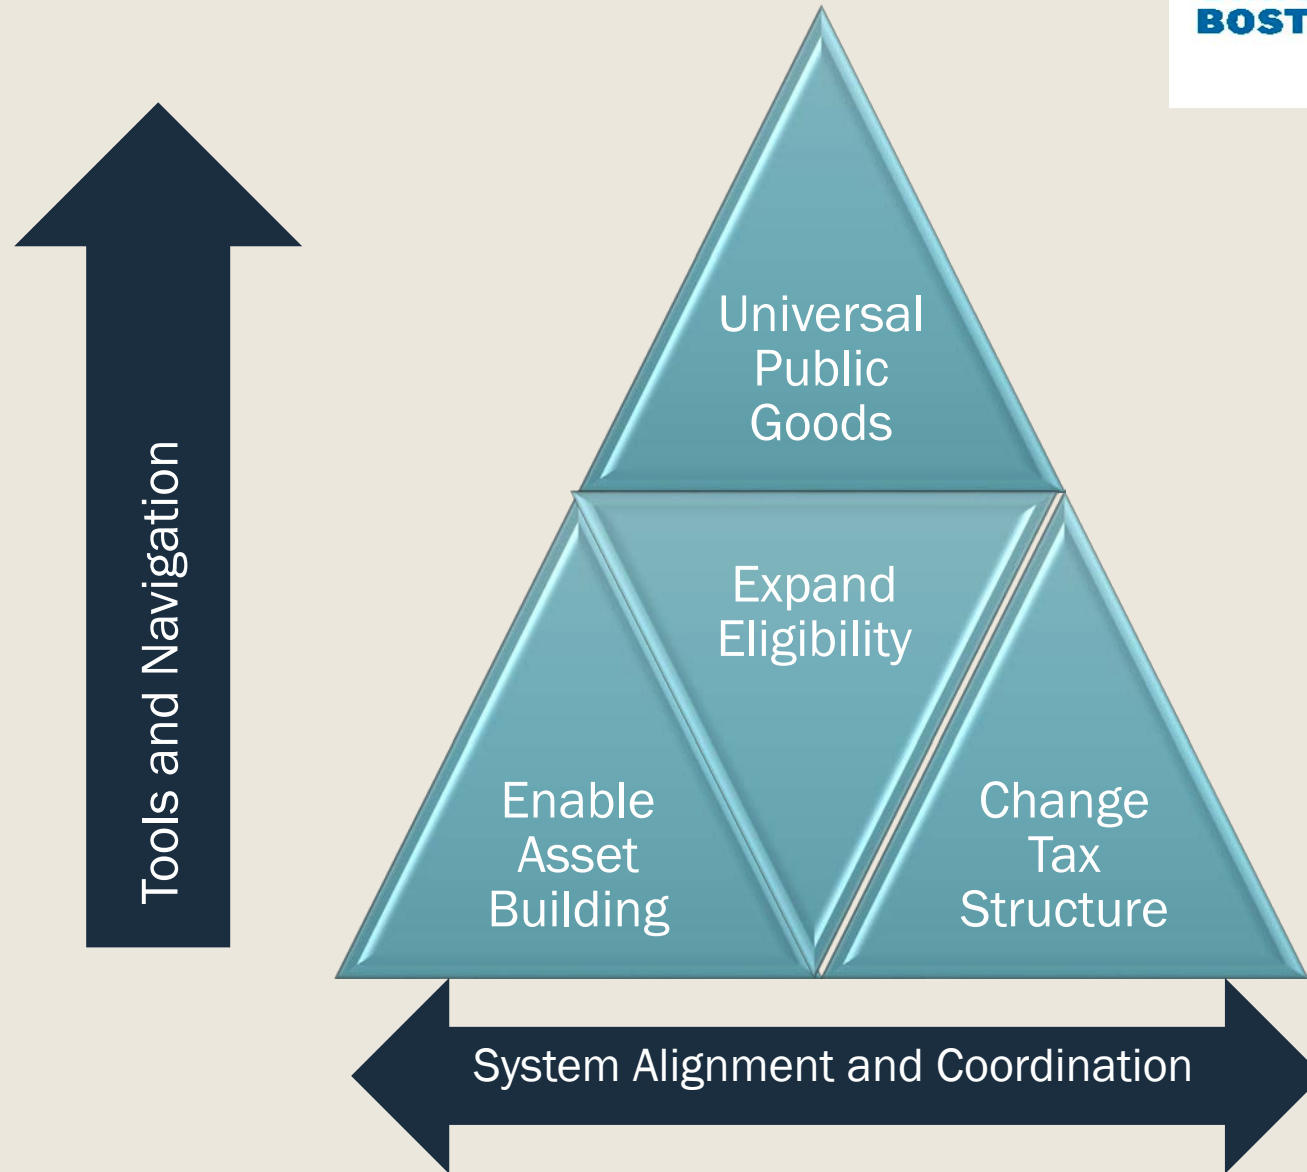 BOST
Universal
Public
Goods
Expand
Eligibility
Enable
Asset
Building
Change
Tax
Structure
Tools and Navigation
System Alignment and Coordination